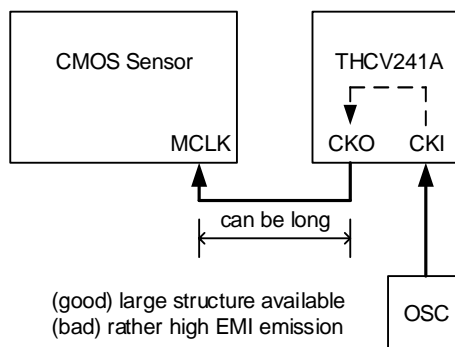 CMOS Sensor
THCV241A
MCLK
CKO
CKI
can be long
(good) large structure available
(bad) rather high EMI emission
OSC